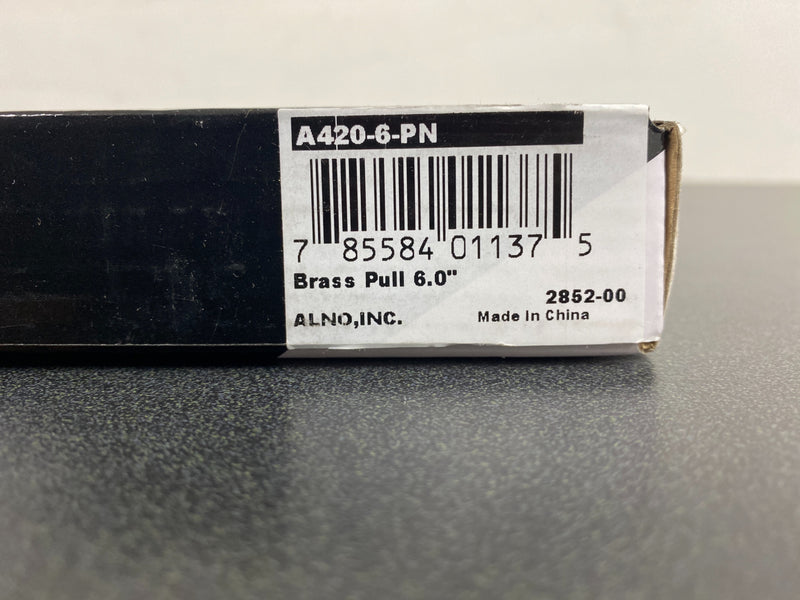 A420-6-PN
7 85584 01137 5
Brass Pull 6.0"
2852-00
ALNO,INC. Made In China